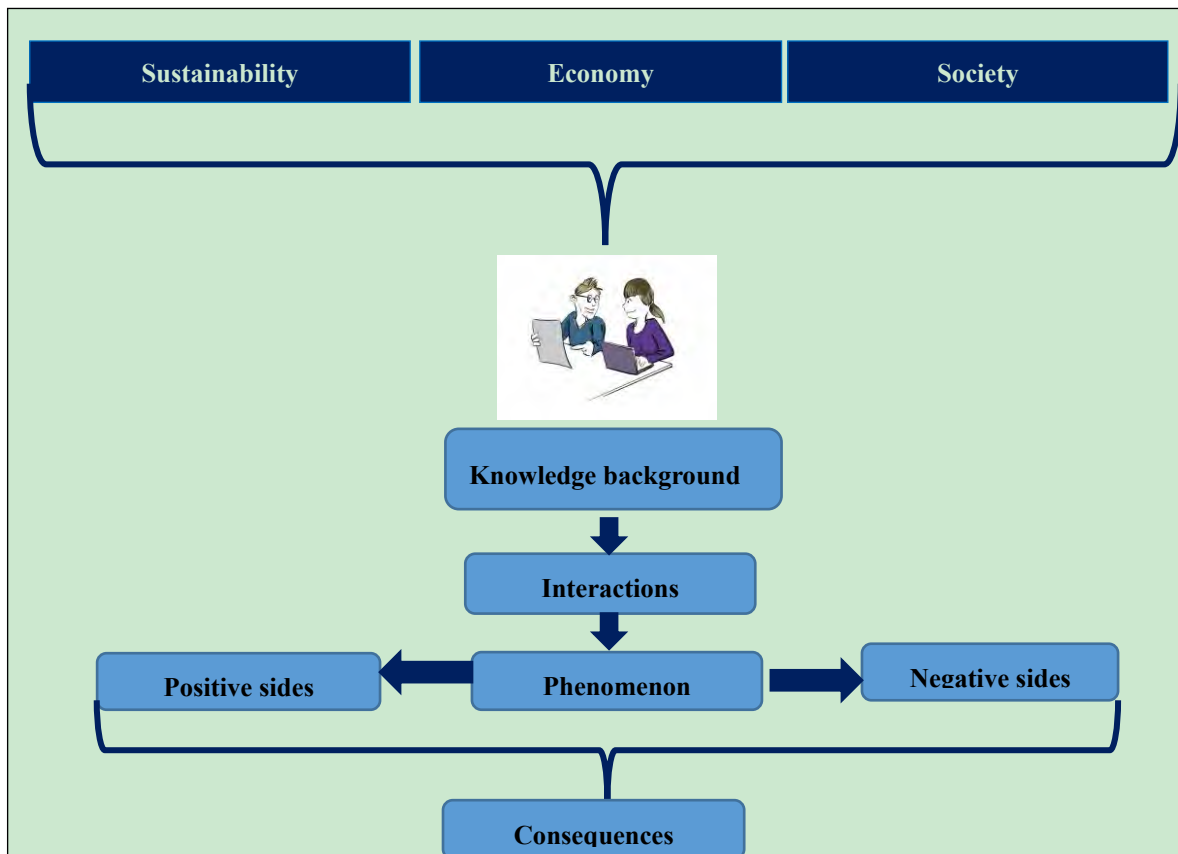 Sustainability
Economy
Society
Knowledge background
Interactions
Positive sides
Phenomenon
Negative sides
Consequences